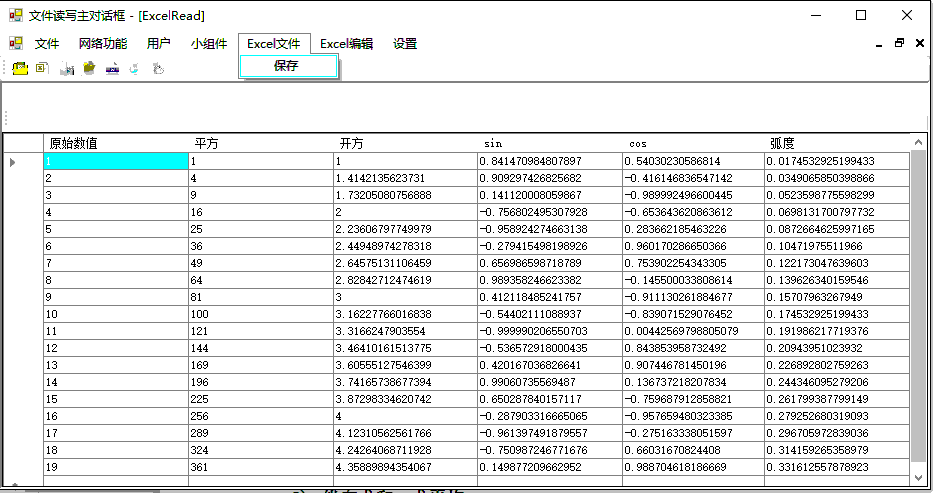 文件读写主对话框 - [ExcelRead]
文件 网络功能 用户 小组件 Excel文件 Excel编辑 设置
保存
原始数值 平方 开方 sin cos 弧度
1 1 1 0.841470984807897 0.54030230586814 0.0174532925199433
2 4 1.4142135623731 0.909297426825682 -0.416146836547142 0.0349065850398866
3 9 1.73205080756888 0.141120008059867 -0.989992496600445 0.0523598775598299
4 16 2 -0.756802495307928 -0.653643620863612 0.0698131700797732
5 25 2.23606797749979 -0.958924274663138 0.283662185463226 0.0872664625997165
6 36 2.44948974278318 -0.279415498198926 0.960170286650366 0.10471975511966
7 49 2.64575131106459 0.656986598718789 0.753902254343305 0.122173047639603
8 64 2.82842712474619 0.989358246623382 -0.145500033808614 0.139626340159546
9 81 3 0.412118485241757 -0.911130261884677 0.15707963267949
10 100 3.16227766016838 -0.54402111088937 -0.839071529076452 0.174532925199433
11 121 3.3166247903554 -0.999990206550703 0.00442569798805079 0.191986217719376
12 144 3.46410161513775 -0.536572918000435 0.843853958732492 0.20943951023932
13 169 3.60555127546399 0.420167036826641 0.907446781450196 0.226892802759263
14 196 3.74165738677394 0.99060735569487 0.136737218207834 0.244346095279206
15 225 3.87298334620742 0.650287840157117 -0.759687912858821 0.261799387799149
16 256 4 -0.287903316665065 -0.957659480323385 0.279252680319093
17 289 4.12310562561766 -0.961397491879557 -0.275163338051597 0.296705972839036
18 324 4.24264068711928 -0.750987246771676 0.66031670824408 0.314159265358979
19 361 4.35889894354067 0.149877209662952 0.988704618186669 0.331612557878923